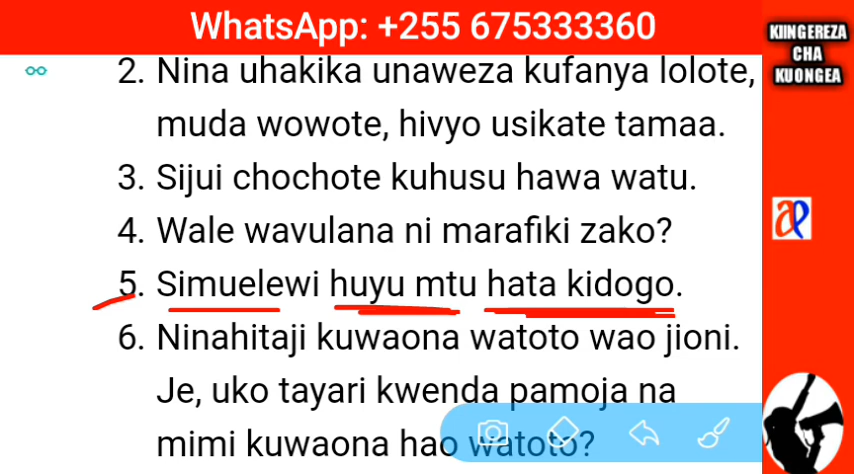 WhatsApp: +255 675333360
KIINGEREZA
CHA
KUONGEA
2. Nina uhakika unaweza kufanya lolote,
muda wowote, hivyo usikate tamaa.
3. Sijui chochote kuhusu hawa watu.
4. Wale wavulana ni marafiki zako?
5. Simuelewi huyu mtu hata kidogo.
6. Ninahitaji kuwaona watoto wao jioni.
Je, uko tayari kwenda pamoja na
mimi kuwaona hao watoto?